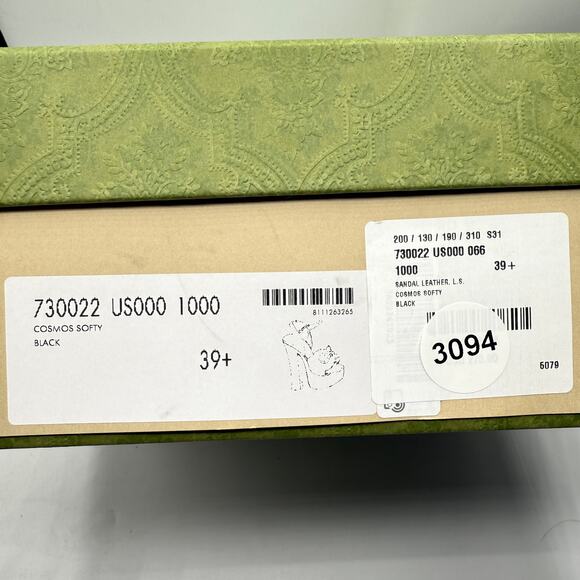 730022 US000 1000
COSMOS SOFTY
BLACK
39+
8111263265
200 / 130 / 190 / 310 S31
730022 US000 066
1000 39+
SANDAL LEATHER, L.S.
COSMOS SOFTY
BLACK
3094
6079